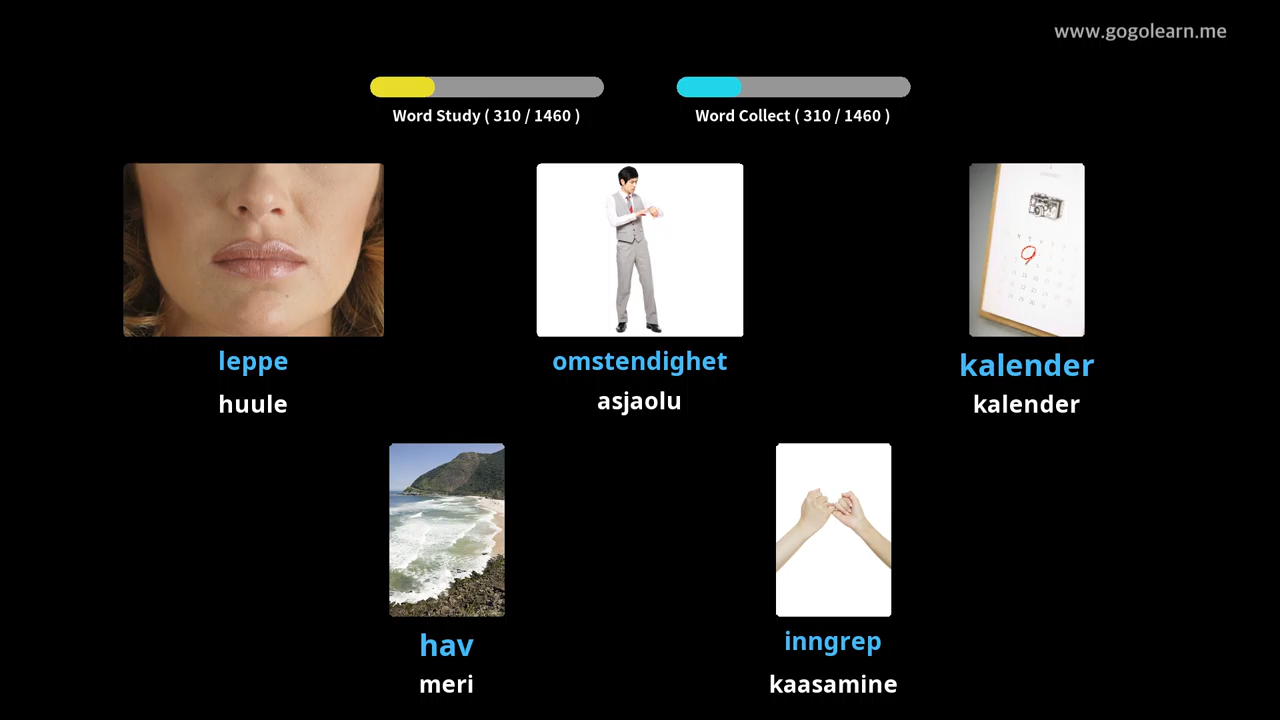 www.gogolearn.me
Word Study ( 310 / 1460 )
Word Collect ( 310 / 1460 )
leppe
huule
omstendighet
asjaolu
kalender
kalender
hav
meri
inngrep
kaasamine